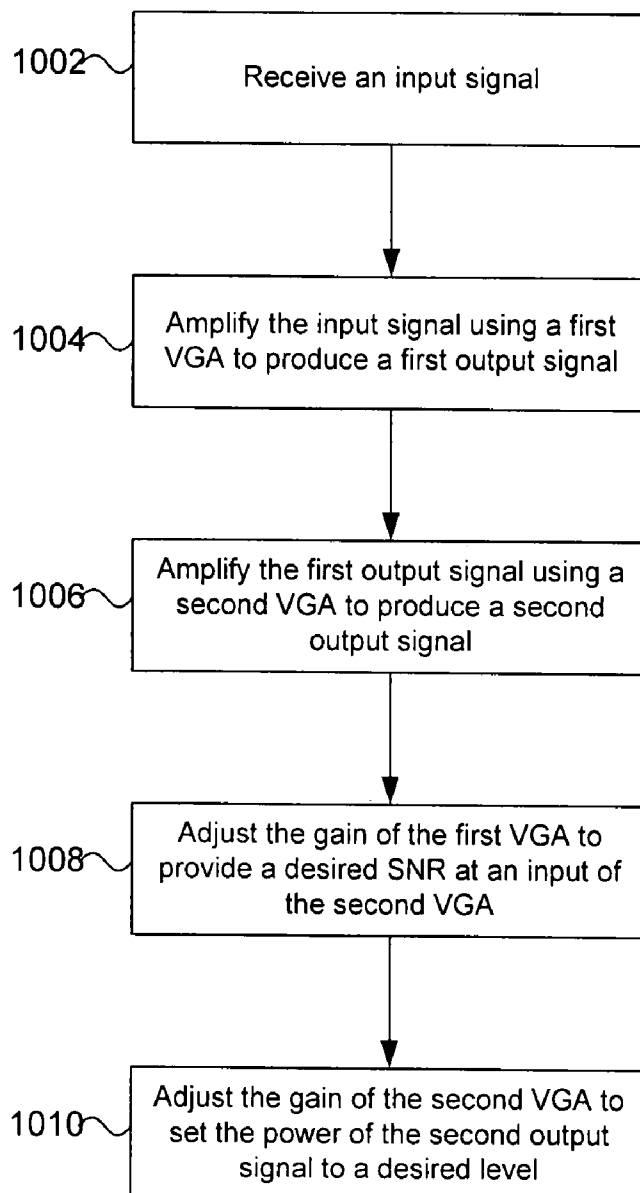 1002
Receive an input signal
1004
Amplify the input signal using a first
VGA to produce a first output signal
1006
Amplify the first output signal using a
second VGA to produce a second
output signal
1008
Adjust the gain of the first VGA to
provide a desired SNR at an input of
the second VGA
1010
Adjust the gain of the second VGA to
set the power of the second output
signal to a desired level